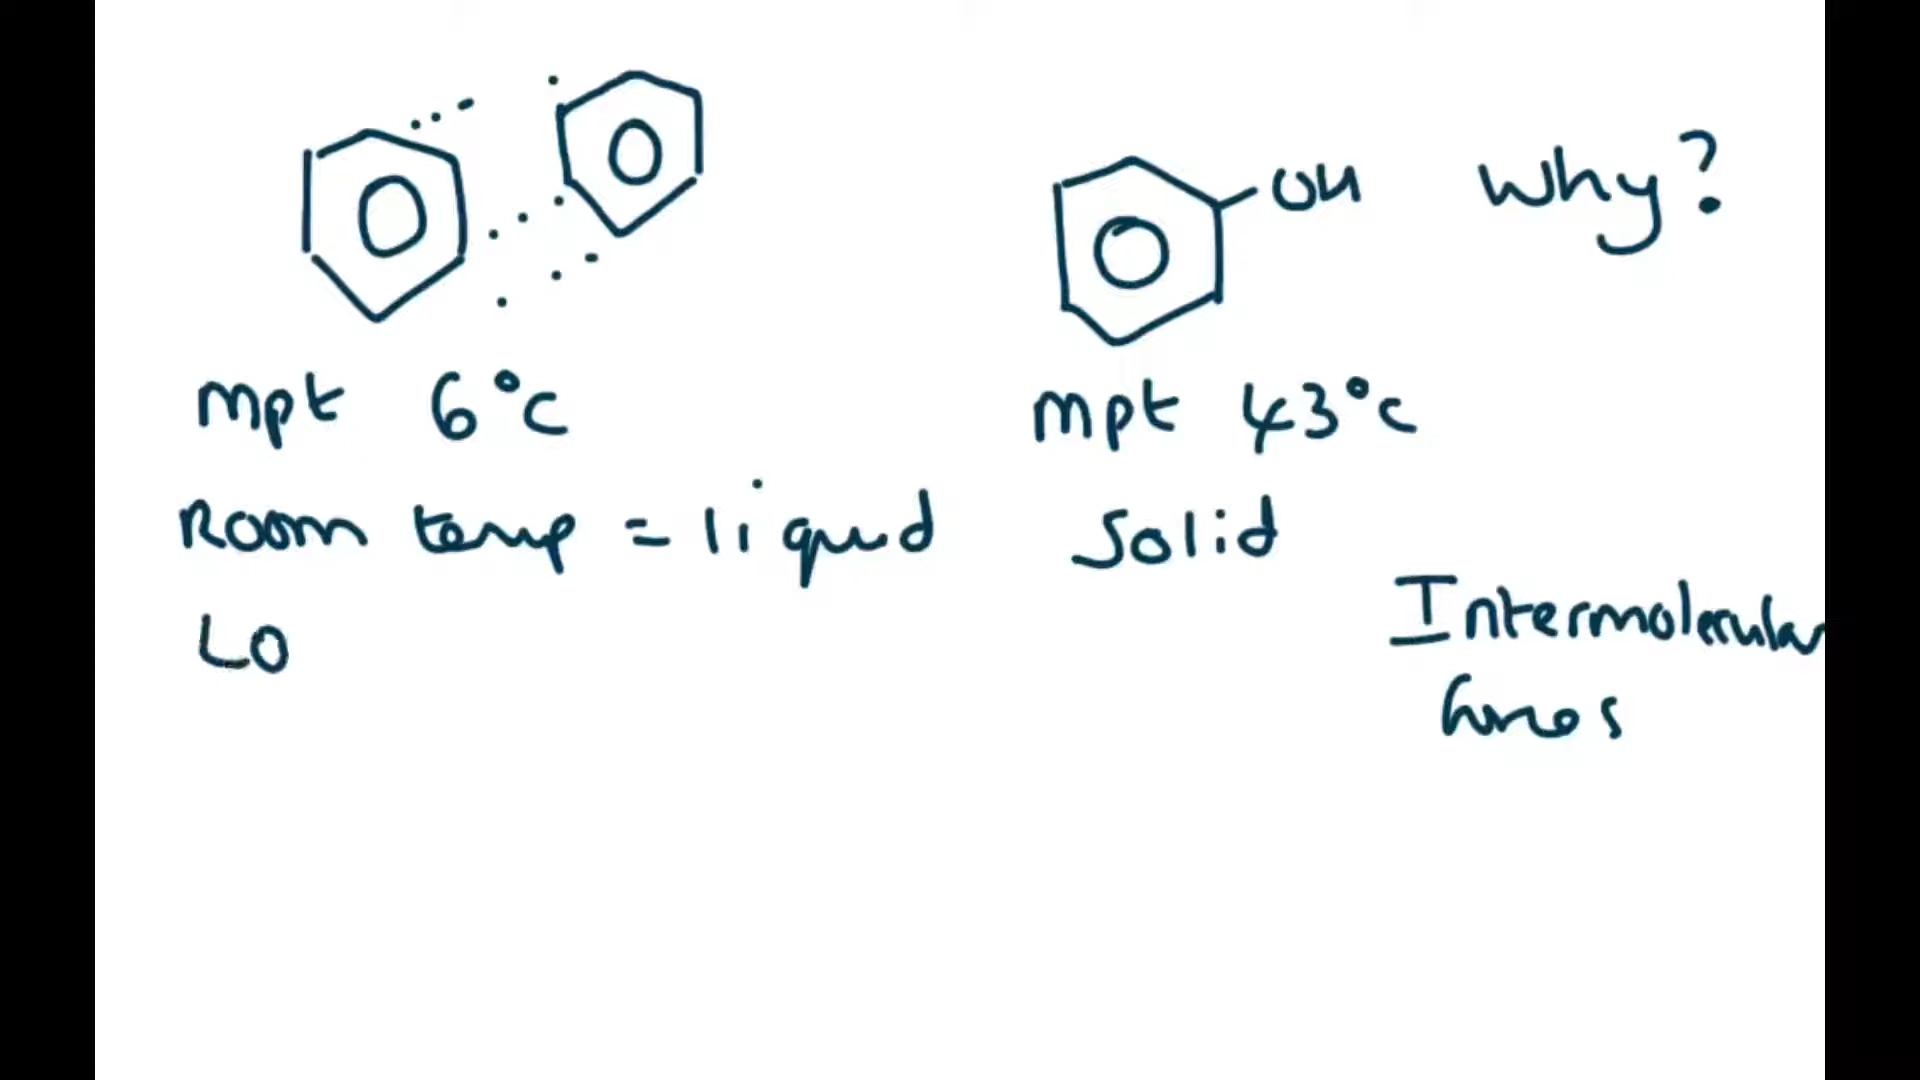 OH Why?
mpt 6°C mpt 43°C
Room temp = liquid Solid
Intermolecular
Lo
forces